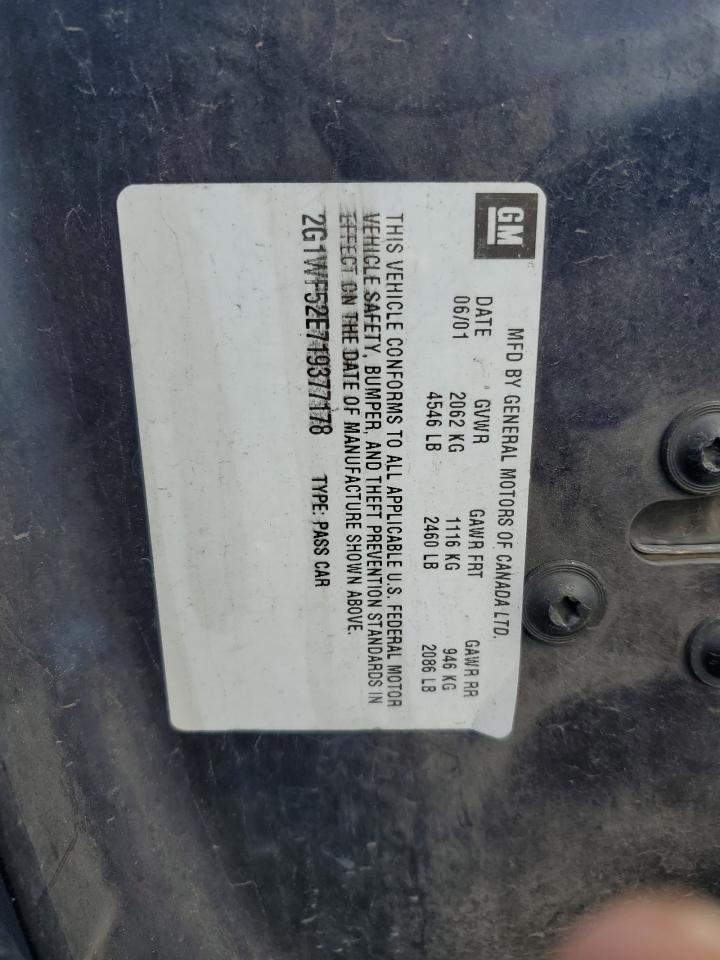 GM
MFD BY GENERAL MOTORS OF CANADA LTD.
DATE GVWR GAWR FRT GAWR RR
06/01 2062 KG 1116 KG 946 KG
4546 LB 2460 LB 2086 LB
THIS VEHICLE CONFORMS TO ALL APPLICABLE U.S. FEDERAL MOTOR
VEHICLE SAFETY, BUMPER, AND THEFT PREVENTION STANDARDS IN
EFFECT ON THE DATE OF MANUFACTURE SHOWN ABOVE.
2G1WF52E719377178 TYPE: PASS CAR